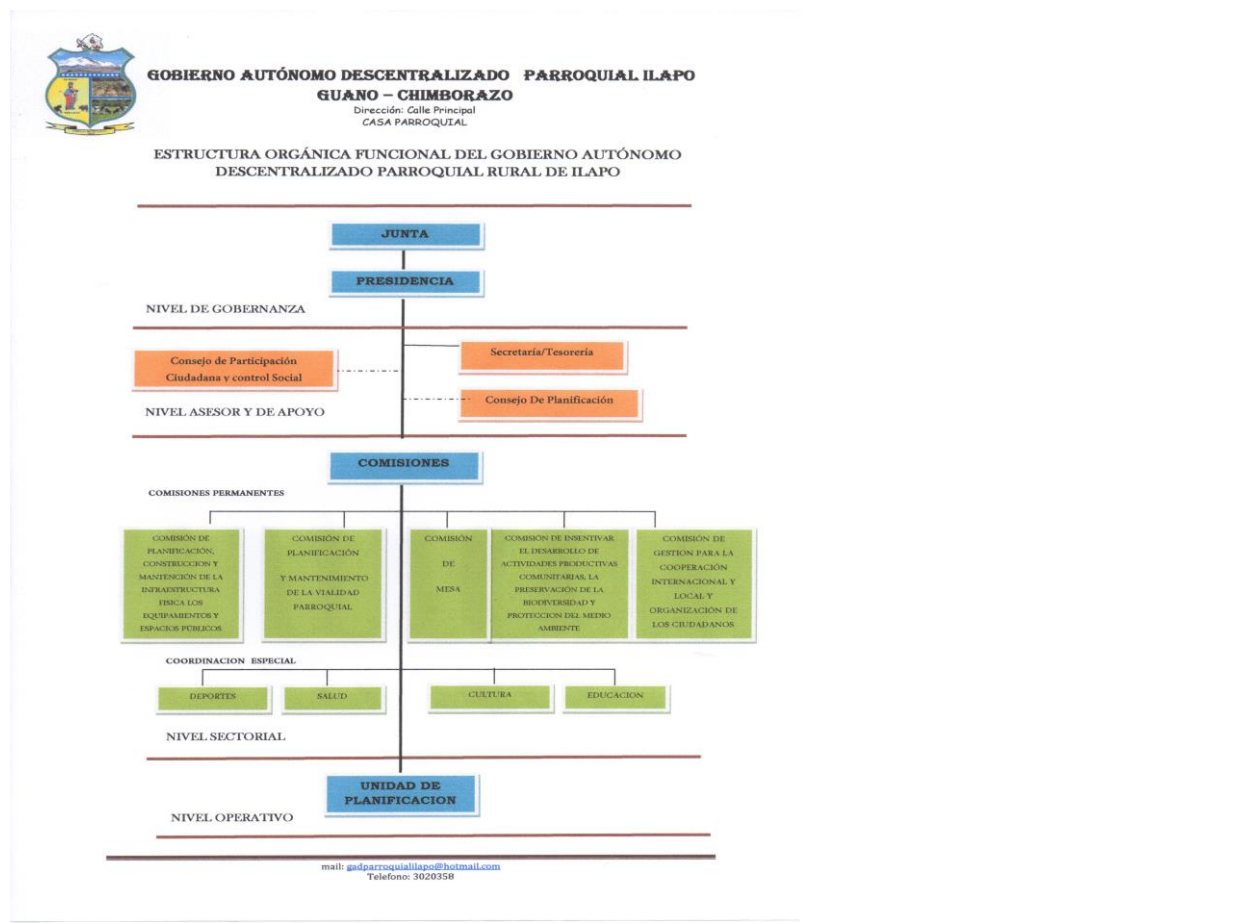 GOBIERNO AUTÓNOMO DESCENTRALIZADO PARROQUIAL ILAPO
GUANO – CHIMBORAZO
Dirección: Calle Principal
CASA PARROQUIAL
ESTRUCTURA ORGÁNICA FUNCIONAL DEL GOBIERNO AUTÓNOMO
DESCENTRALIZADO PARROQUIAL RURAL DE ILAPO
JUNTA
PRESIDENCIA
NIVEL DE GOBERNANZA
Consejo de Participación
Ciudadana y control Social
Secretaría/Tesorería
Consejo De Planificación
NIVEL ASESOR Y DE APOYO
COMISIONES
COMISIONES PERMANENTES
COMISIÓN DE
PLANIFICACIÓN,
CONSTRUCCION Y
MANTENCIÓN DE LA
INFRAESTRUCTURA
FISICA LOS
EQUIPAMIENTOS Y
ESPACIOS PÚBLICOS
COMISIÓN DE
PLANIFICACIÓN
Y MANTENIMIENTO
DE LA VIALIDAD
PARROQUIAL
COMISIÓN
DE
MESA
COMISIÓN DE INSENTIVAR
EL DESARROLLO DE
ACTIVIDADES PRODUCTIVAS
COMUNITARIAS, LA
PRESERVACIÓN DE LA
BIODIVERSIDAD Y
PROTECCION DEL MEDIO
AMBIENTE
COMISIÓN DE
GESTION PARA LA
COOPERACIÓN
INTERNACIONAL Y
LOCAL Y
ORGANIZACIÓN DE
LOS CIUDADANOS
COORDINACION ESPECIAL
DEPORTES
SALUD
CULTURA
EDUCACION
NIVEL SECTORIAL
UNIDAD DE
PLANIFICACION
NIVEL OPERATIVO
mail: gadparroquialilapo@hotmail.com
Telefono: 3020358